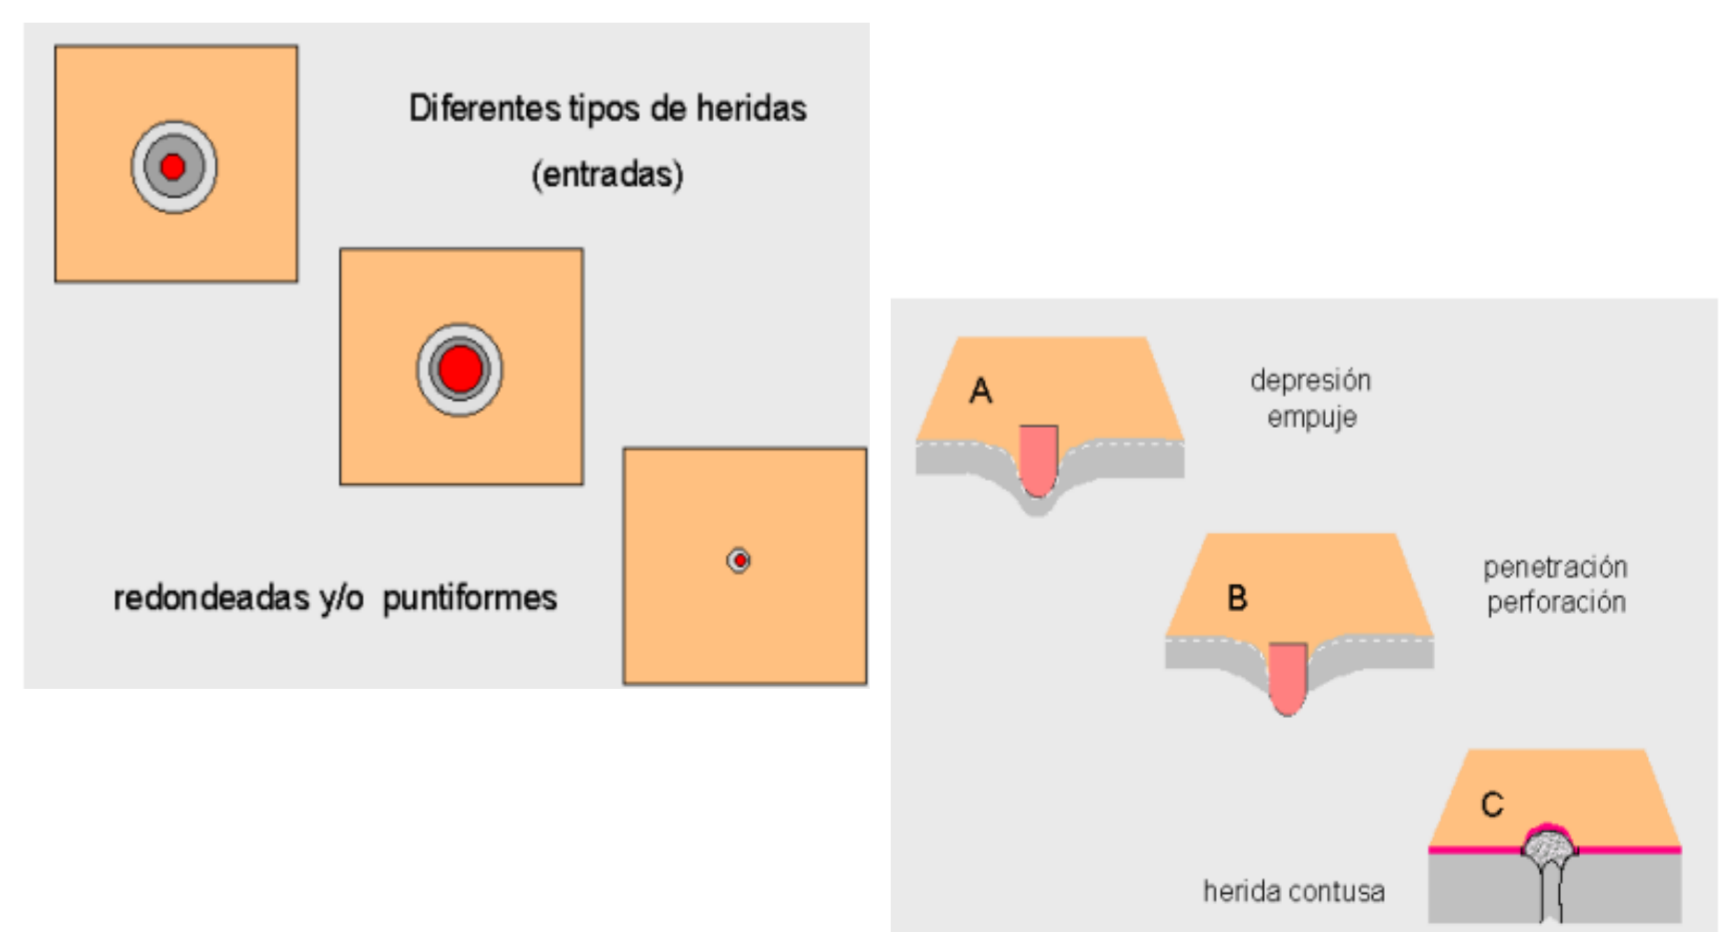 Diferentes tipos de heridas
(entradas)
redondeadas y/o puntiformes
A
depresión
empuje
B
penetración
perforación
C
herida contusa